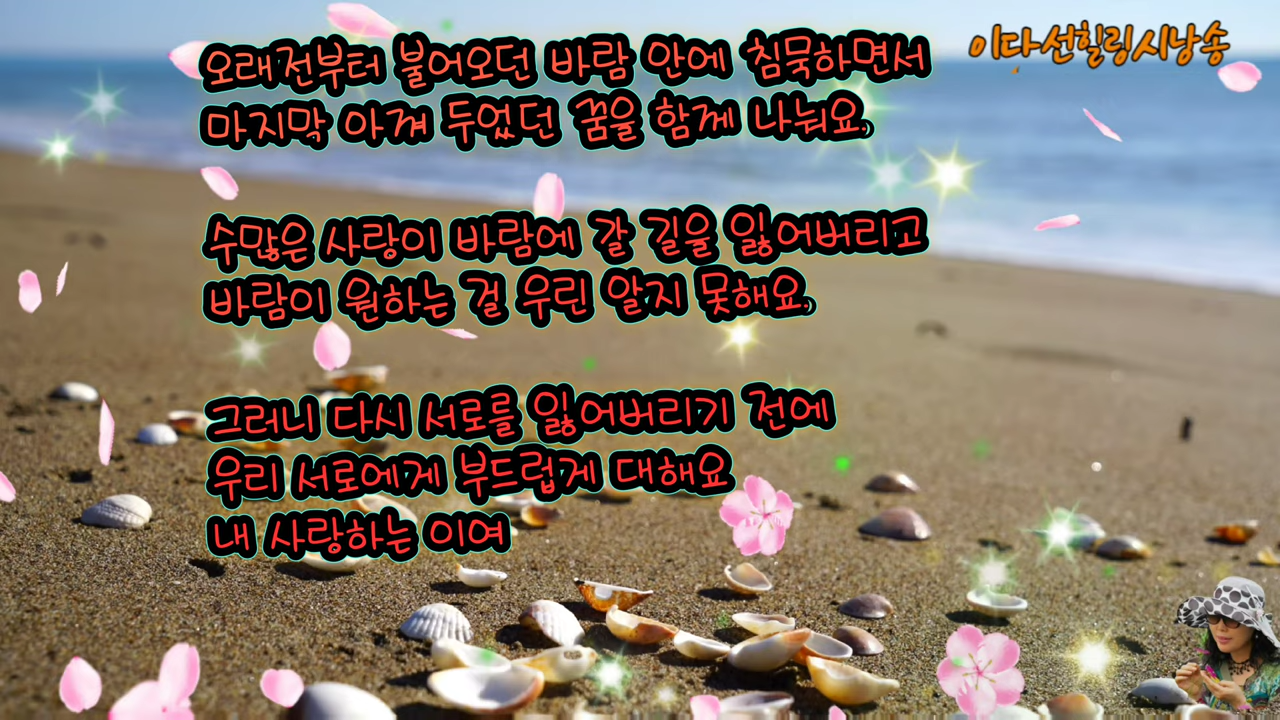 이다선힐링시낭송
오래전부터 불어오던 바람 안에 침묵하면서
마지막 아껴 두었던 꿈을 함께 나눠요.
수많은 사랑이 바람에 갈 길을 잃어버리고
바람이 원하는 걸 우린 알지 못해요.
그러니 다시 서로를 잃어버리기 전에
우리 서로에게 부드럽게 대해요
내 사랑하는 이여